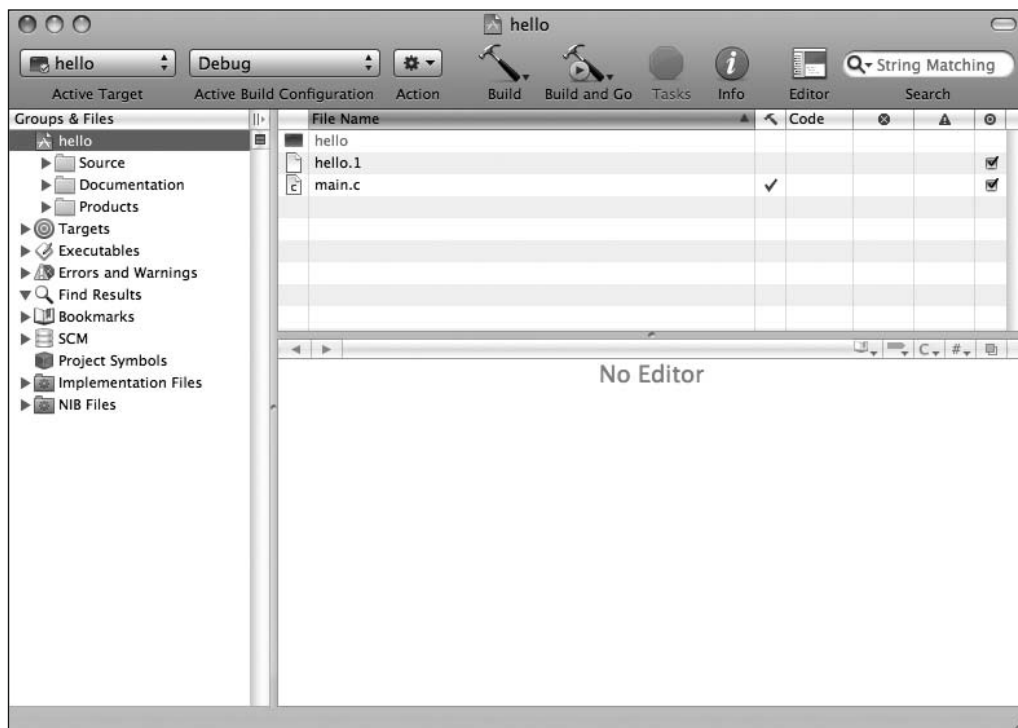 hello
hello
Debug
Active Target
Active Build Configuration
Action
Build
Build and Go
Tasks
Info
Editor
String Matching
Search
Groups & Files
hello
Source
Documentation
Products
Targets
Executables
Errors and Warnings
Find Results
Bookmarks
SCM
Project Symbols
Implementation Files
NIB Files
File Name
Code
hello
hello.1
main.c
C
#
No Editor